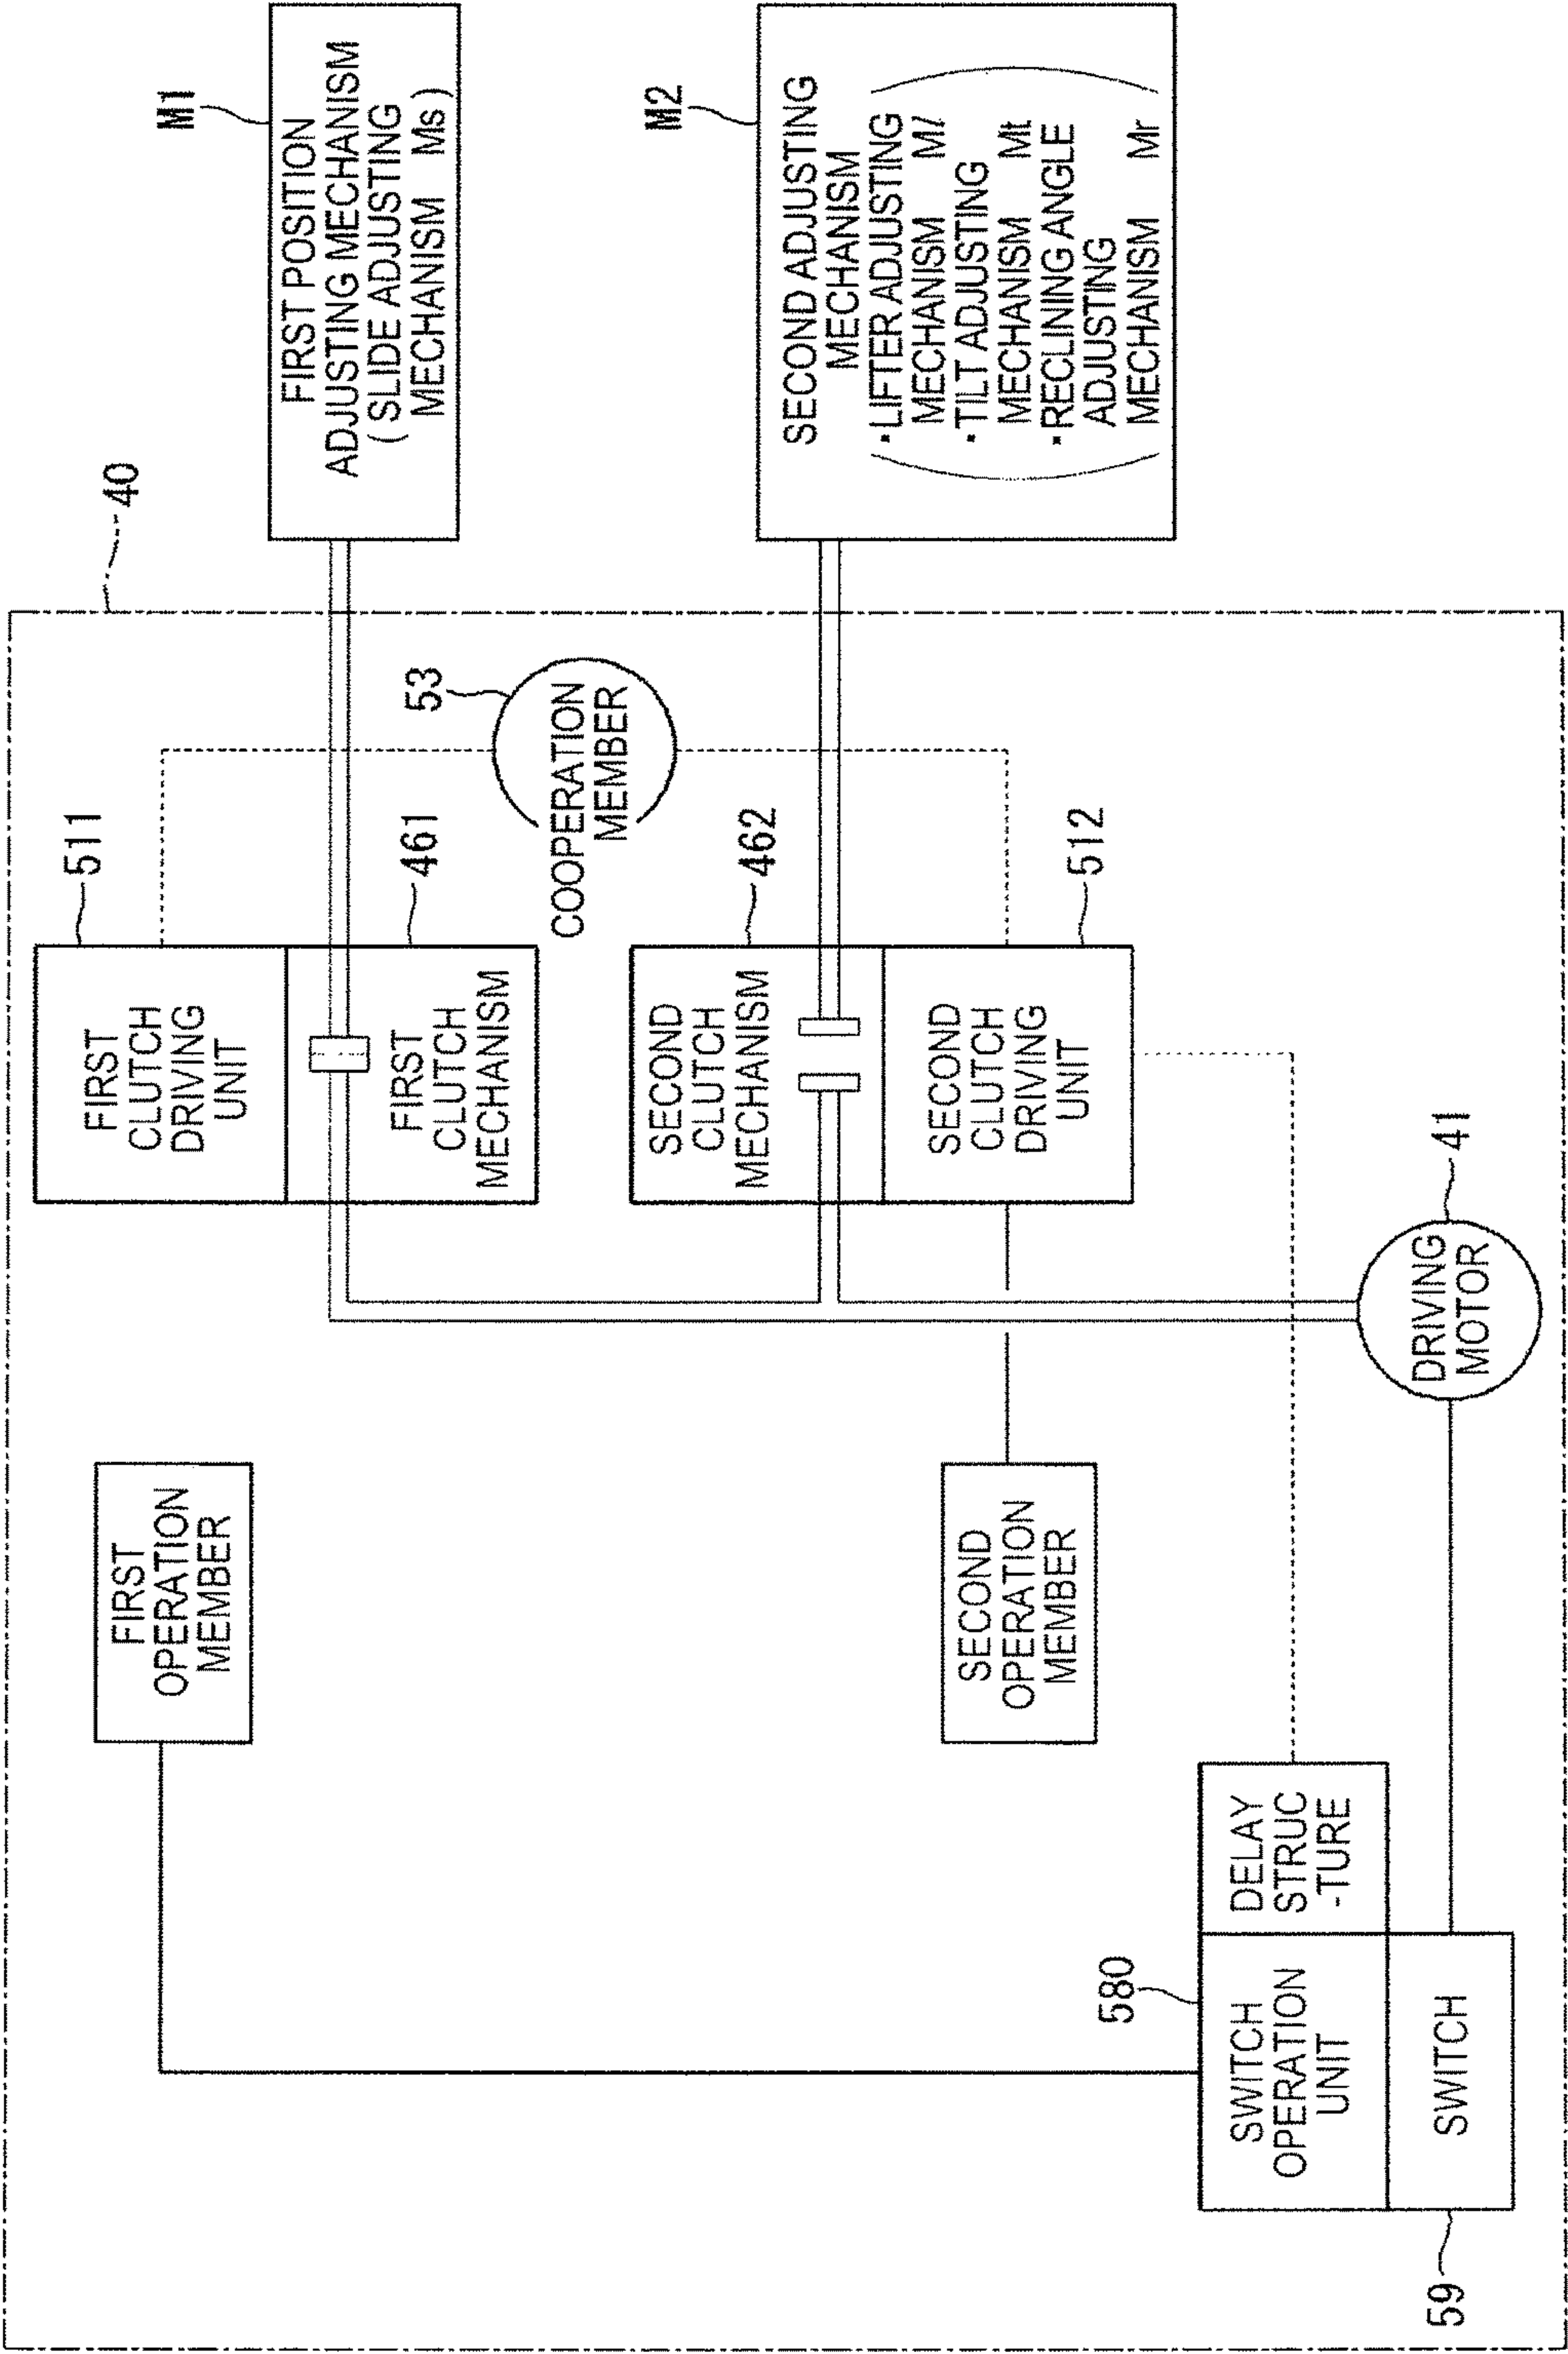 40
FIRST
OPERATION
MEMBER
511
FIRST
CLUTCH
DRIVING
UNIT
461
FIRST
CLUTCH
MECHANISM
M1
FIRST POSITION
ADJUSTING MECHANISM
( SLIDE ADJUSTING
MECHANISM Ms )
53
COOPERATION
MEMBER
462
SECOND
CLUTCH
MECHANISM
M2
SECOND ADJUSTING
MECHANISM
・LIFTER ADJUSTING
MECHANISM Ml
・TILT ADJUSTING
MECHANISM Mt
・RECLINING ANGLE
ADJUSTING
MECHANISM Mr
SECOND
OPERATION
MEMBER
512
SECOND
CLUTCH
DRIVING
UNIT
580
SWITCH
OPERATION
UNIT
DELAY
STRUC
-TURE
59
SWITCH
41
DRIVING
MOTOR